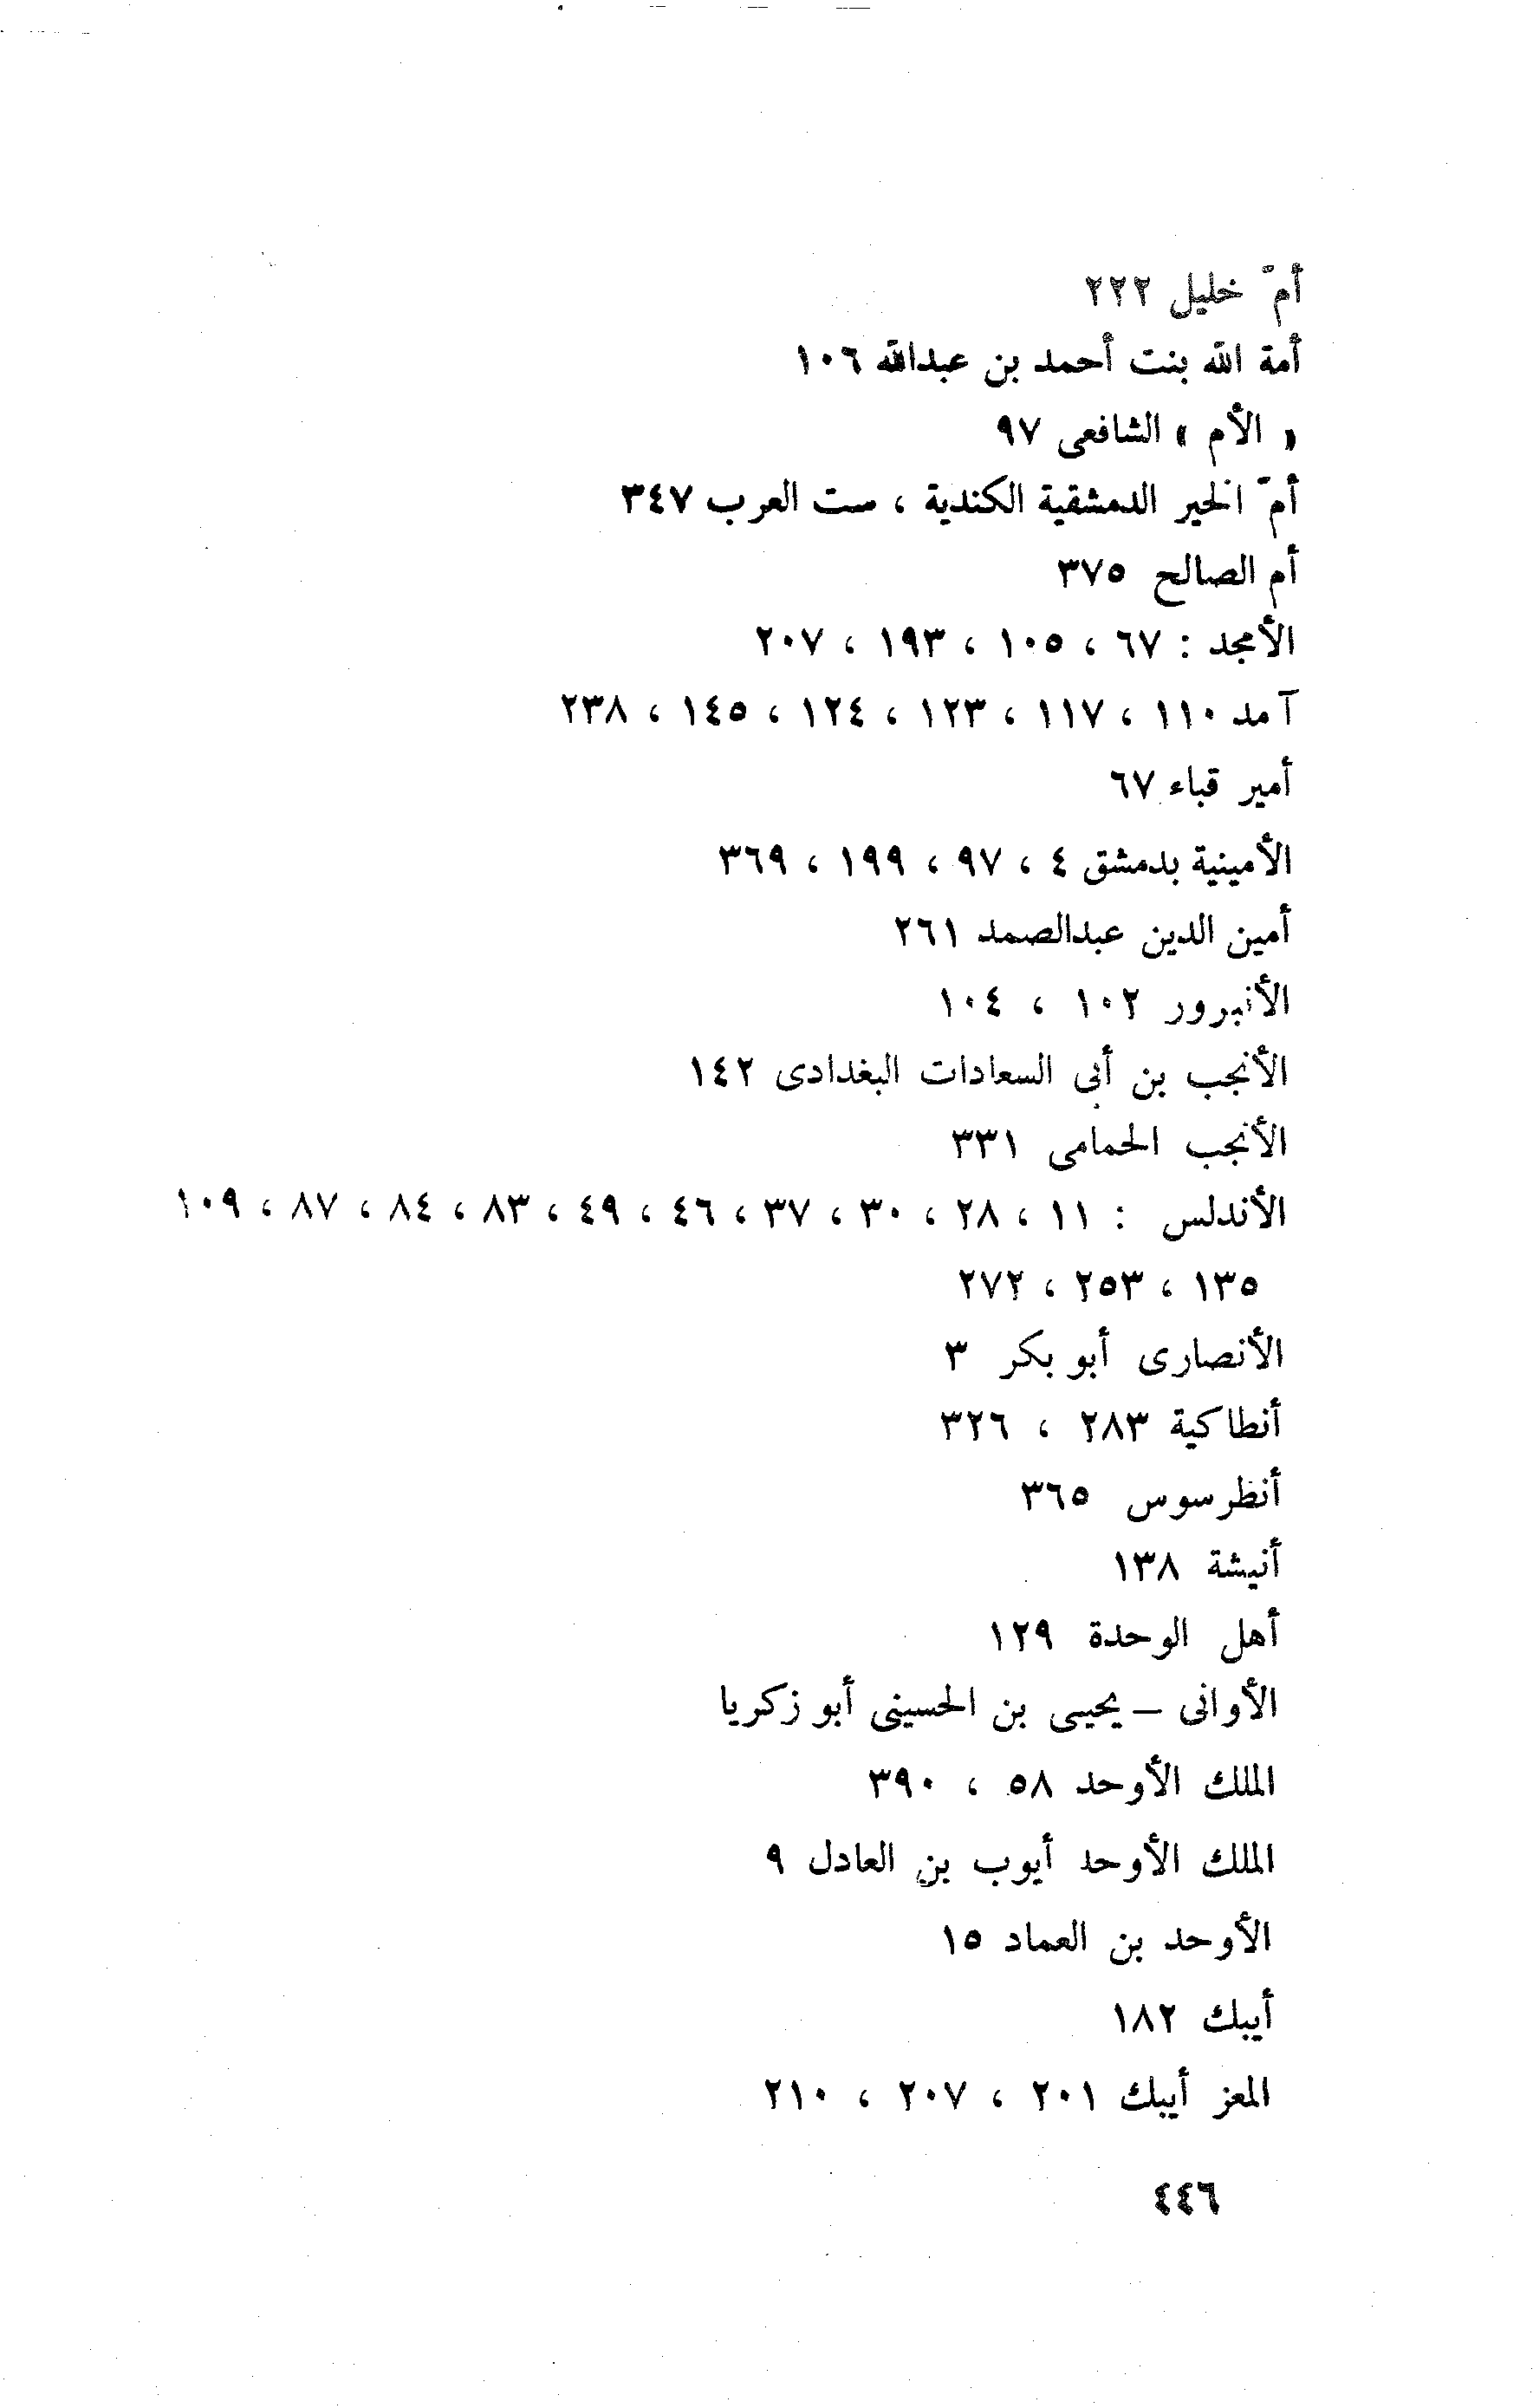 أمّ خليل ٢٢٢
أمة الله بنت أحمد بن عبدالله ١٠٦
« الأم » الشافعى ٩٧
أمّ الخير الدمشقية الكندية ، ست العرب ٣٤٧
أم الصالح ٣٧٥
الأمجد : ٦٧ ، ١٠٥ ، ١٩٣ ، ٢٠٧
آمد ١١٠ ، ١١٧ ، ١٢٣ ، ١٢٤ ، ١٤٥ ، ٢٣٨
أمير قباء ٦٧
الأمينية بدمشق ٤ ، ٩٧ ، ١٩٩ ، ٣٦٩
أمين الدين عبدالصمد ٢٦١
الأنبرور ١٠٢ ، ١٠٤
الأنجب بن أبى السعادات البغدادى ١٤٢
الأنجب الحمامى ٣٣١
الأندلس : ١١ ، ٢٨ ، ٣٠ ، ٣٧ ، ٤٦ ، ٤٩ ، ٨٣ ، ٨٤ ، ٨٧ ، ١٠٩
١٣٥ ، ٢٥٣ ، ٢٧٢
الأنصارى أبو بكر ٣
أنطاكية ٢٨٣ ، ٣٢٦
أنطرسوس ٣٦٥
أنيشة ١٣٨
أهل الوحدة ١٢٩
الأوانى – يحيى بن الحسينى أبو زكريا
الملك الأوحد ٥٨ ، ٣٩٠
الملك الأوحد أيوب بن العادل ٩
الأوحد بن العماد ١٥
أيبك ١٨٢
المعز أيبك ٢٠١ ، ٢٠٧ ، ٢١٠
٤٤٦